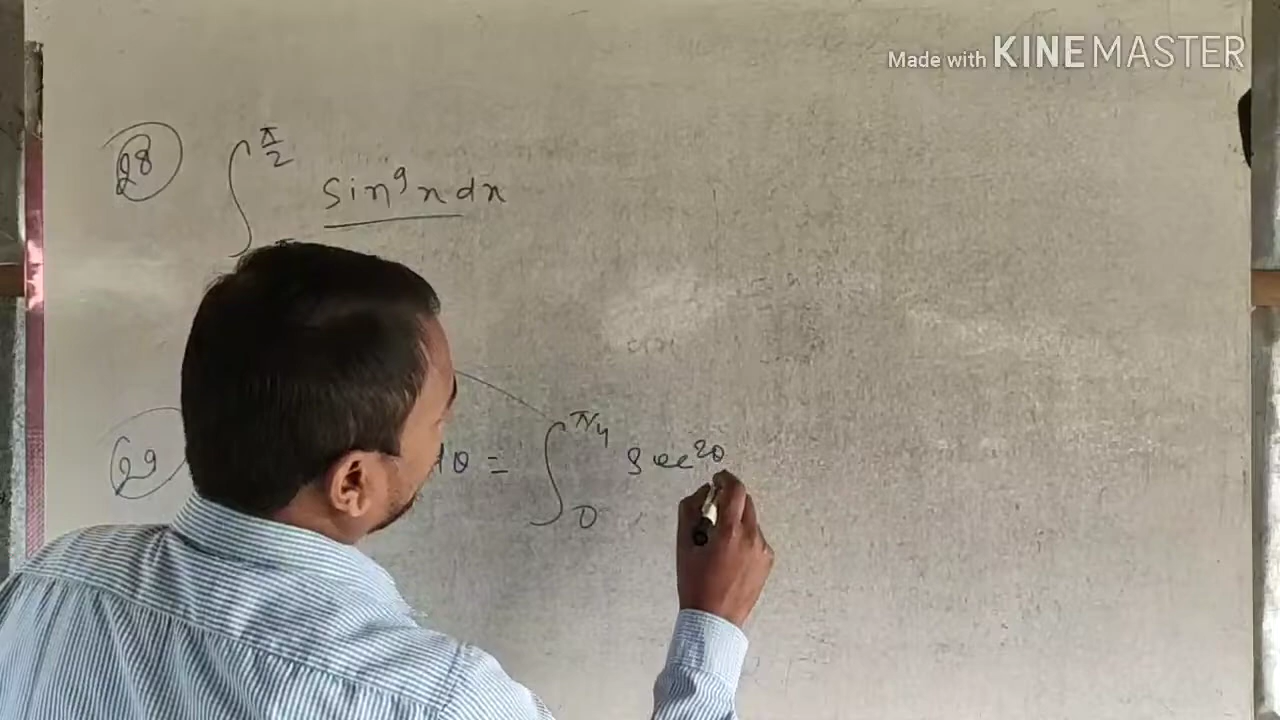 Made with KINEMASTER
28 ∫ π/2 sin⁹x dx
29 dθ = ∫₀^π/4 sec²θ